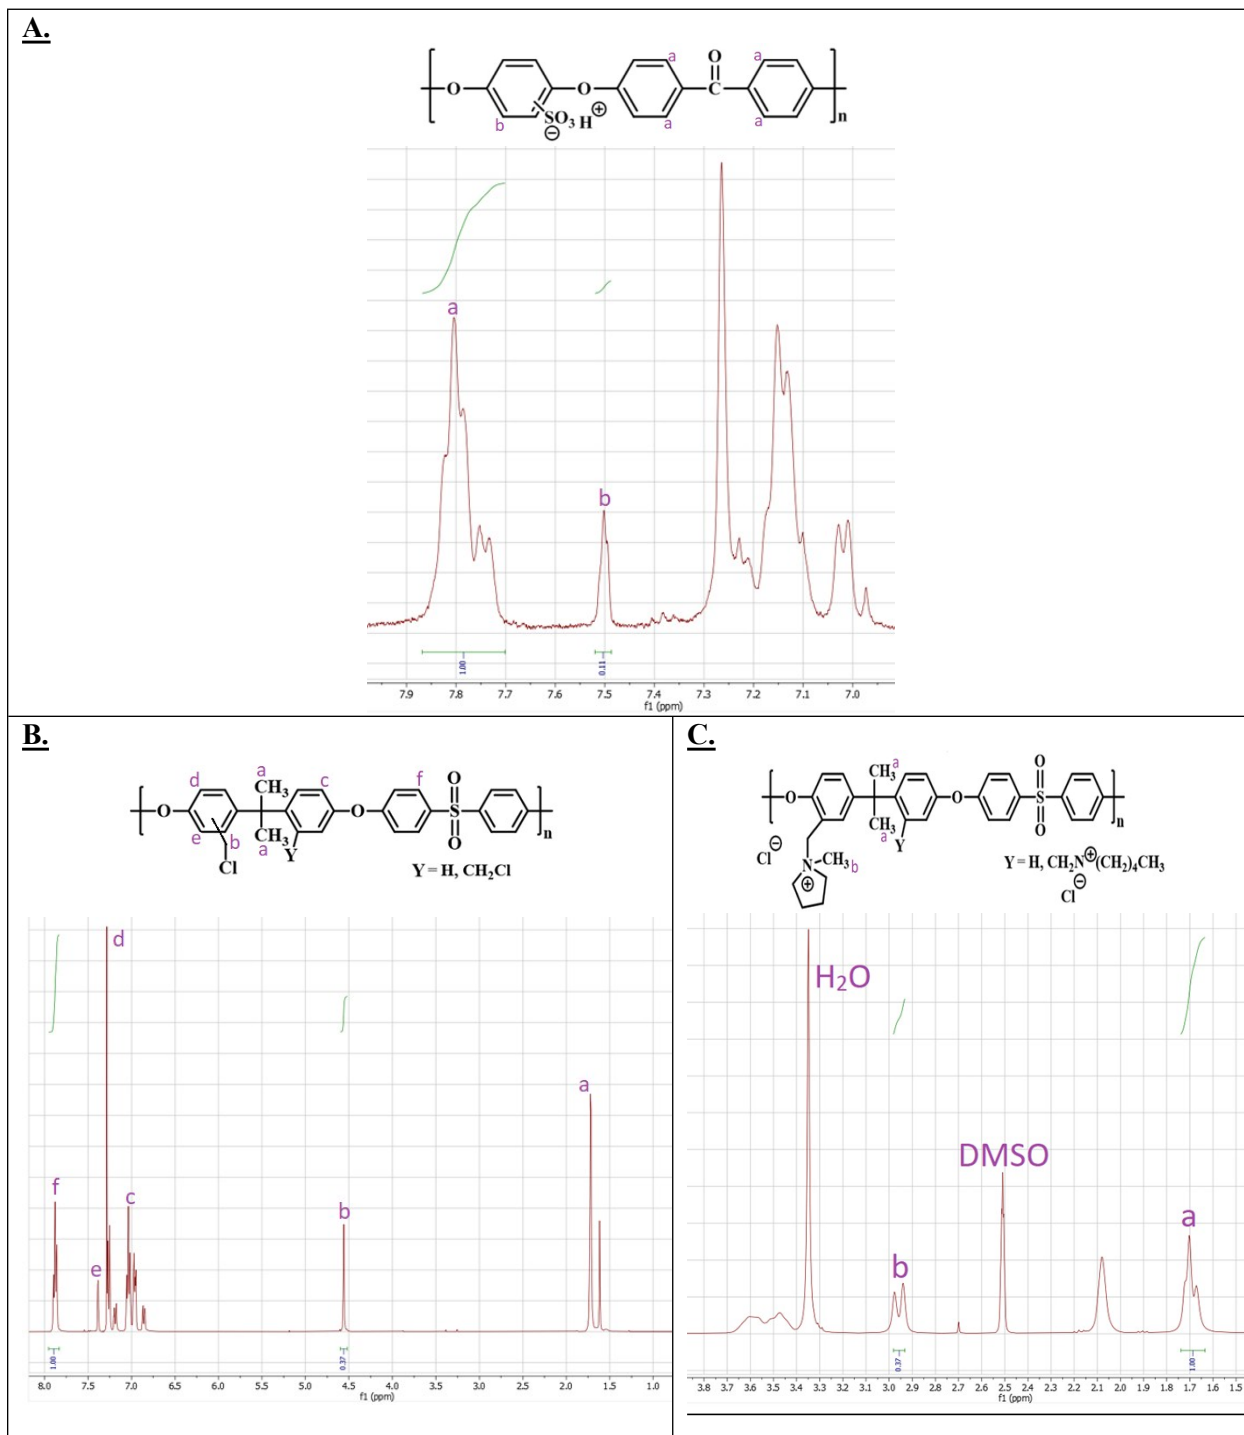 A.
a
O
a
O
O
C
n
b
SO3 H ⊕
⊖
a
a
a
b
1.00
0.11
7.9 7.8 7.7 7.6 7.5 7.4 7.3 7.2 7.1 7.0
f1 (ppm)
B.
d
a
CH3
c
f
O
S
O
O
O
n
e
b
CH3
a
Y
Cl
Y = H, CH2Cl
d
a
f
c
b
e
1.00
0.37
8.0 7.5 7.0 6.5 6.0 5.5 5.0 4.5 4.0 3.5 3.0 2.5 2.0 1.5 1.0
f1 (ppm)
C.
CH3 a
O
S
O
O
O
n
CH3
a
Y
Cl ⊖
N CH3 b
⊕
Y = H, CH2N⊕(CH2)4CH3
Cl ⊖
H2O
DMSO
a
b
0.37
1.00
3.8 3.7 3.6 3.5 3.4 3.3 3.2 3.1 3.0 2.9 2.8 2.7 2.6 2.5 2.4 2.3 2.2 2.1 2.0 1.9 1.8 1.7 1.6 1.5
f1 (ppm)